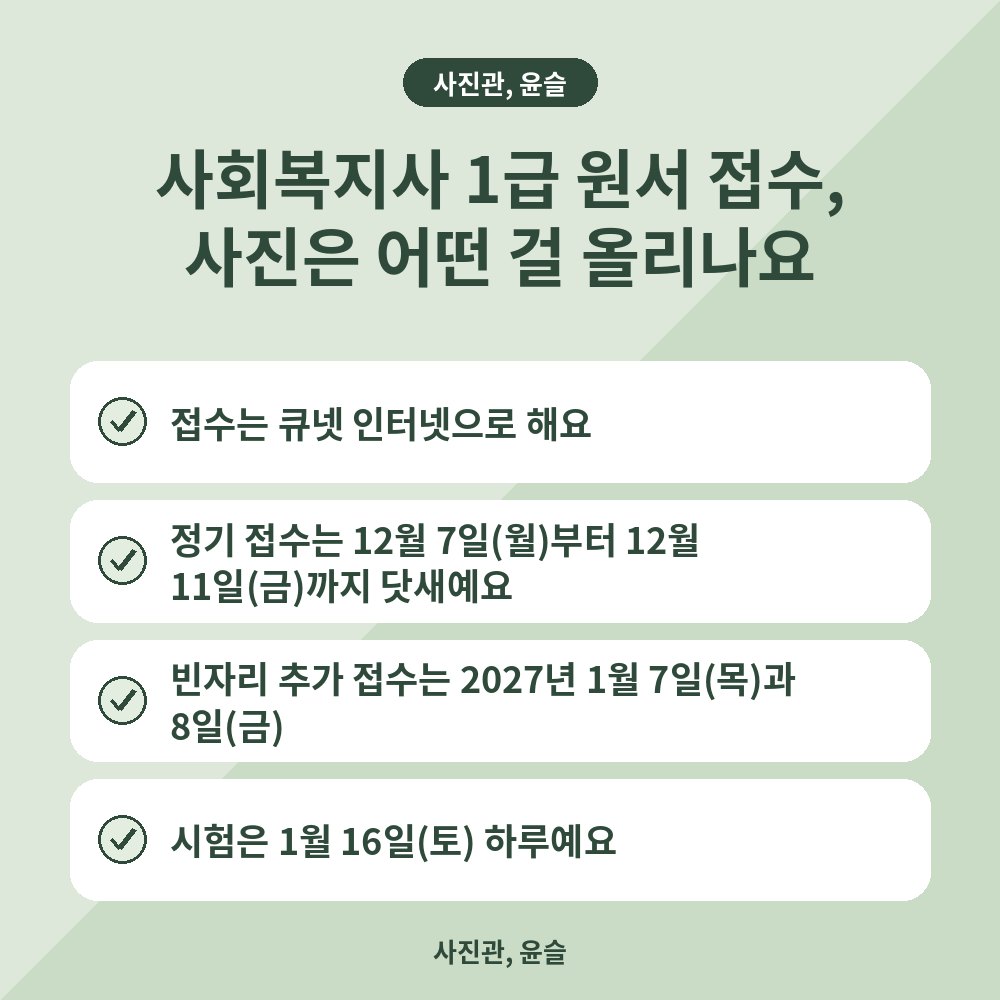 사진관, 윤슬
사회복지사 1급 원서 접수,
사진은 어떤 걸 올리나요
접수는 큐넷 인터넷으로 해요
정기 접수는 12월 7일(월)부터 12월
11일(금)까지 닷새예요
빈자리 추가 접수는 2027년 1월 7일(목)과
8일(금)
시험은 1월 16일(토) 하루예요
사진관, 윤슬